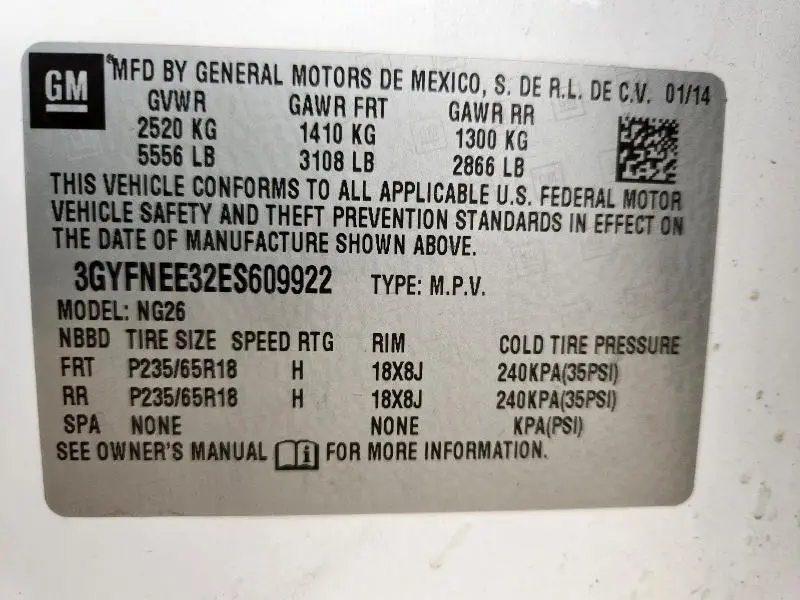 GM
MFD BY GENERAL MOTORS DE MEXICO, S. DE R.L. DE C.V. 01/14
GVWR GAWR FRT GAWR RR
2520 KG 1410 KG 1300 KG
5556 LB 3108 LB 2866 LB
THIS VEHICLE CONFORMS TO ALL APPLICABLE U.S. FEDERAL MOTOR
VEHICLE SAFETY AND THEFT PREVENTION STANDARDS IN EFFECT ON
THE DATE OF MANUFACTURE SHOWN ABOVE.
3GYFNEE32ES609922 TYPE: M.P.V.
MODEL: NG26
NBBD TIRE SIZE SPEED RTG RIM COLD TIRE PRESSURE
FRT P235/65R18 H 18X8J 240KPA(35PSI)
RR P235/65R18 H 18X8J 240KPA(35PSI)
SPA NONE NONE KPA(PSI)
SEE OWNER'S MANUAL FOR MORE INFORMATION.